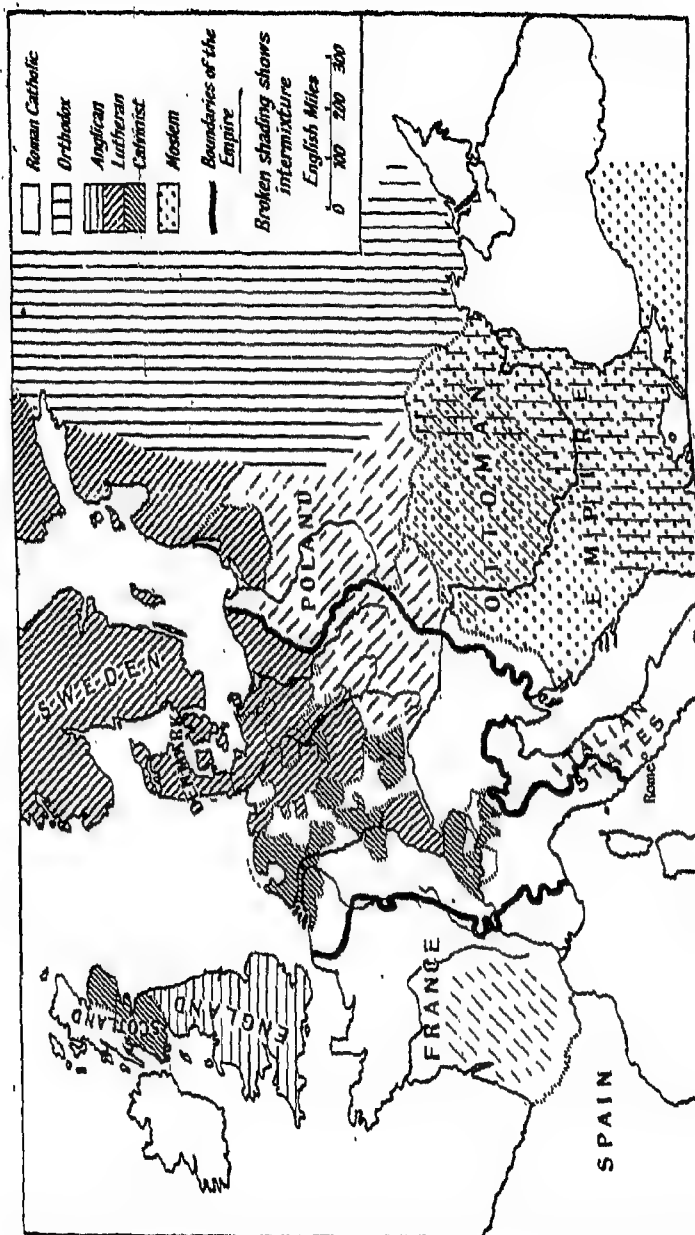 Roman Catholic
Orthodox
Anglican
Lutheran
Calvinist
Moslem
Boundaries of the
Empire
Broken shading shows
intermixture
English Miles
0 100 200 300
SWEDEN
DENMARK
SCOTLAND
ENGLAND
POLAND
OTTOMAN
EMPIRE
FRANCE
ITALIAN
STATES
Rome
SPAIN